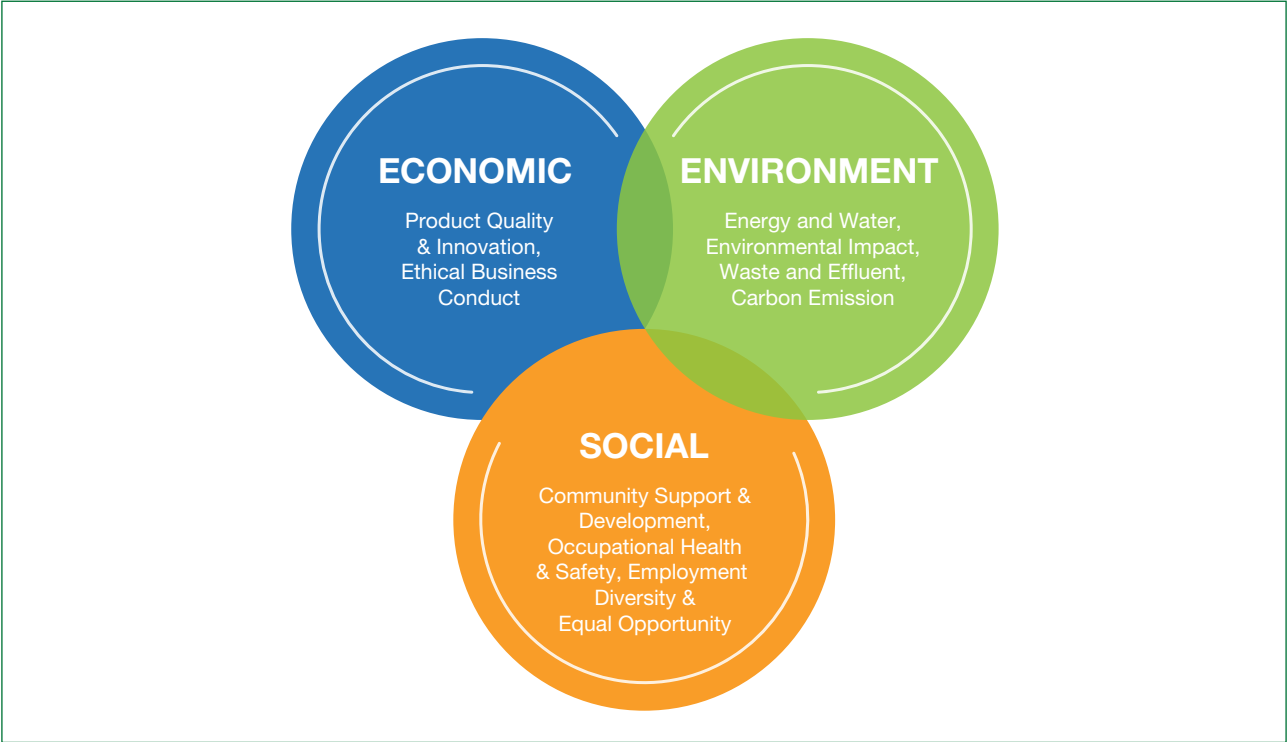 ECONOMIC
Product Quality
& Innovation,
Ethical Business
Conduct
ENVIRONMENT
Energy and Water,
Environmental Impact,
Waste and Effluent,
Carbon Emission
SOCIAL
Community Support &
Development,
Occupational Health
& Safety, Employment
Diversity &
Equal Opportunity